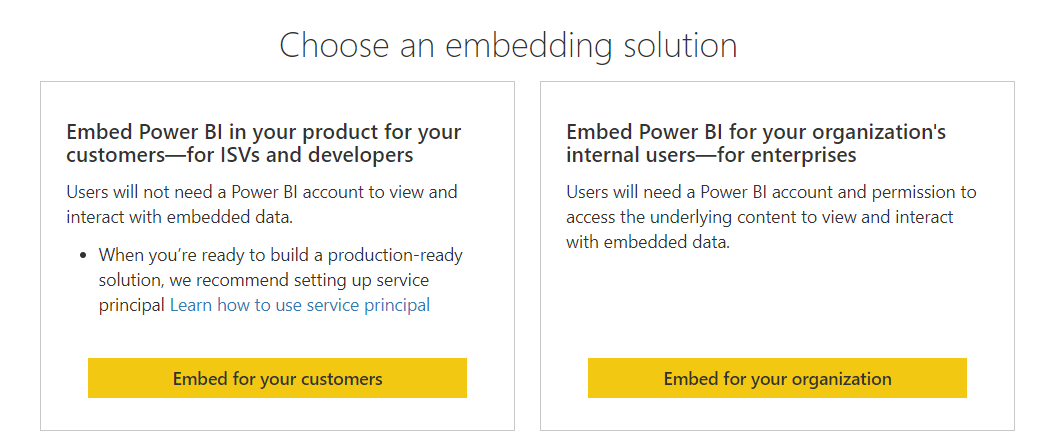 Choose an embedding solution
Embed Power BI in your product for your
customers—for ISVs and developers
Users will not need a Power BI account to view and
interact with embedded data.
• When you’re ready to build a production-ready
solution, we recommend setting up service
principal Learn how to use service principal
Embed for your customers
Embed Power BI for your organization's
internal users—for enterprises
Users will need a Power BI account and permission to
access the underlying content to view and interact
with embedded data.
Embed for your organization